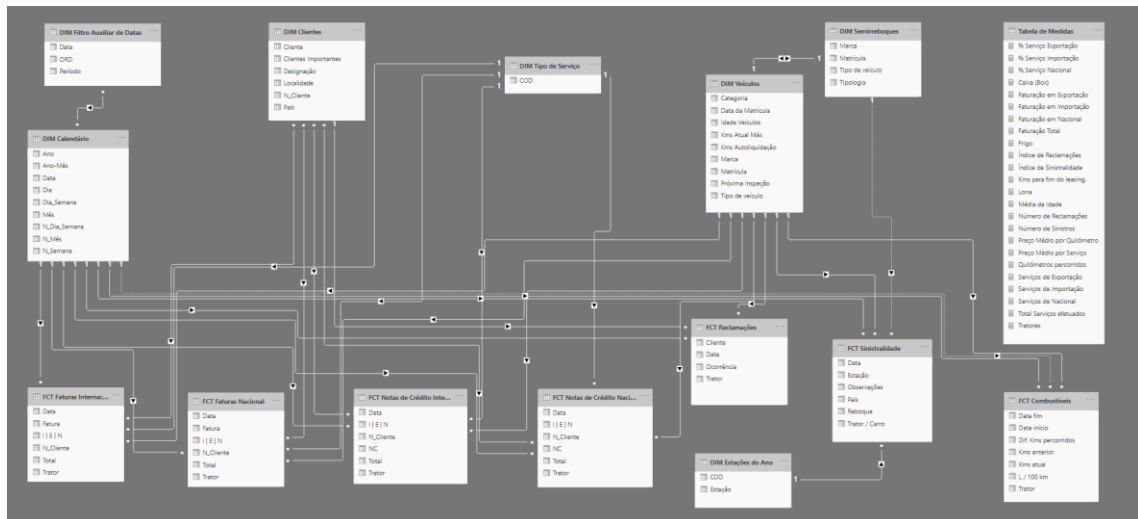 DIM Filtro Auxiliar de Datas
Data
ORD
Período
DIM Clientes
Cliente
Clientes Importantes
Designação
Localidade
N_Cliente
País
DIM Tipo de Serviço
COD
DIM Semirreboques
Marca
Matrícula
Tipo de veículo
Tipologia
DIM Veículos
Categoria
Data da Matrícula
Idade Veículos
Kms Atual Máx
Kms Autoliquidação
Marca
Matrícula
Próxima Inspeção
Tipo de veículo
Tabela de Medidas
% Serviço Exportação
% Serviço Importação
% Serviço Nacional
Caixa (Box)
Faturação em Exportação
Faturação em Importação
Faturação em Nacional
Faturação Total
Frigo
Índice de Reclamações
Índice de Sinistralidade
Kms para fim do leasing
Lona
Média da Idade
Número de Reclamações
Número de Sinistros
Preço Médio por Quilómetro
Preço Médio por Serviço
Quilómetros percorridos
Serviços de Exportação
Serviços de Importação
Serviços de Nacional
Total Serviços efetuados
Tratores
DIM Calendário
Ano
Ano-Mês
Data
Dia
Dia_Semana
Mês
N_Dia_Semana
N_Mês
N_Semana
FCT Reclamações
Cliente
Data
Ocorrência
Trator
FCT Sinistralidade
Data
Estação
Observações
País
Reboque
Trator / Carro
FCT Faturas Internac...
Data
Fatura
I | E | N
N_Cliente
Total
Trator
FCT Faturas Nacional
Data
Fatura
I | E | N
N_Cliente
Total
Trator
FCT Notas de Crédito Inte...
Data
I | E | N
N_Cliente
NC
Total
Trator
FCT Notas de Crédito Naci...
Data
I | E | N
N_Cliente
NC
Total
Trator
FCT Combustíveis
Data fim
Data início
Dif. Kms percorridos
Kms anterior
Kms atual
L / 100 km
Trator
DIM Estações do Ano
COD
Estação